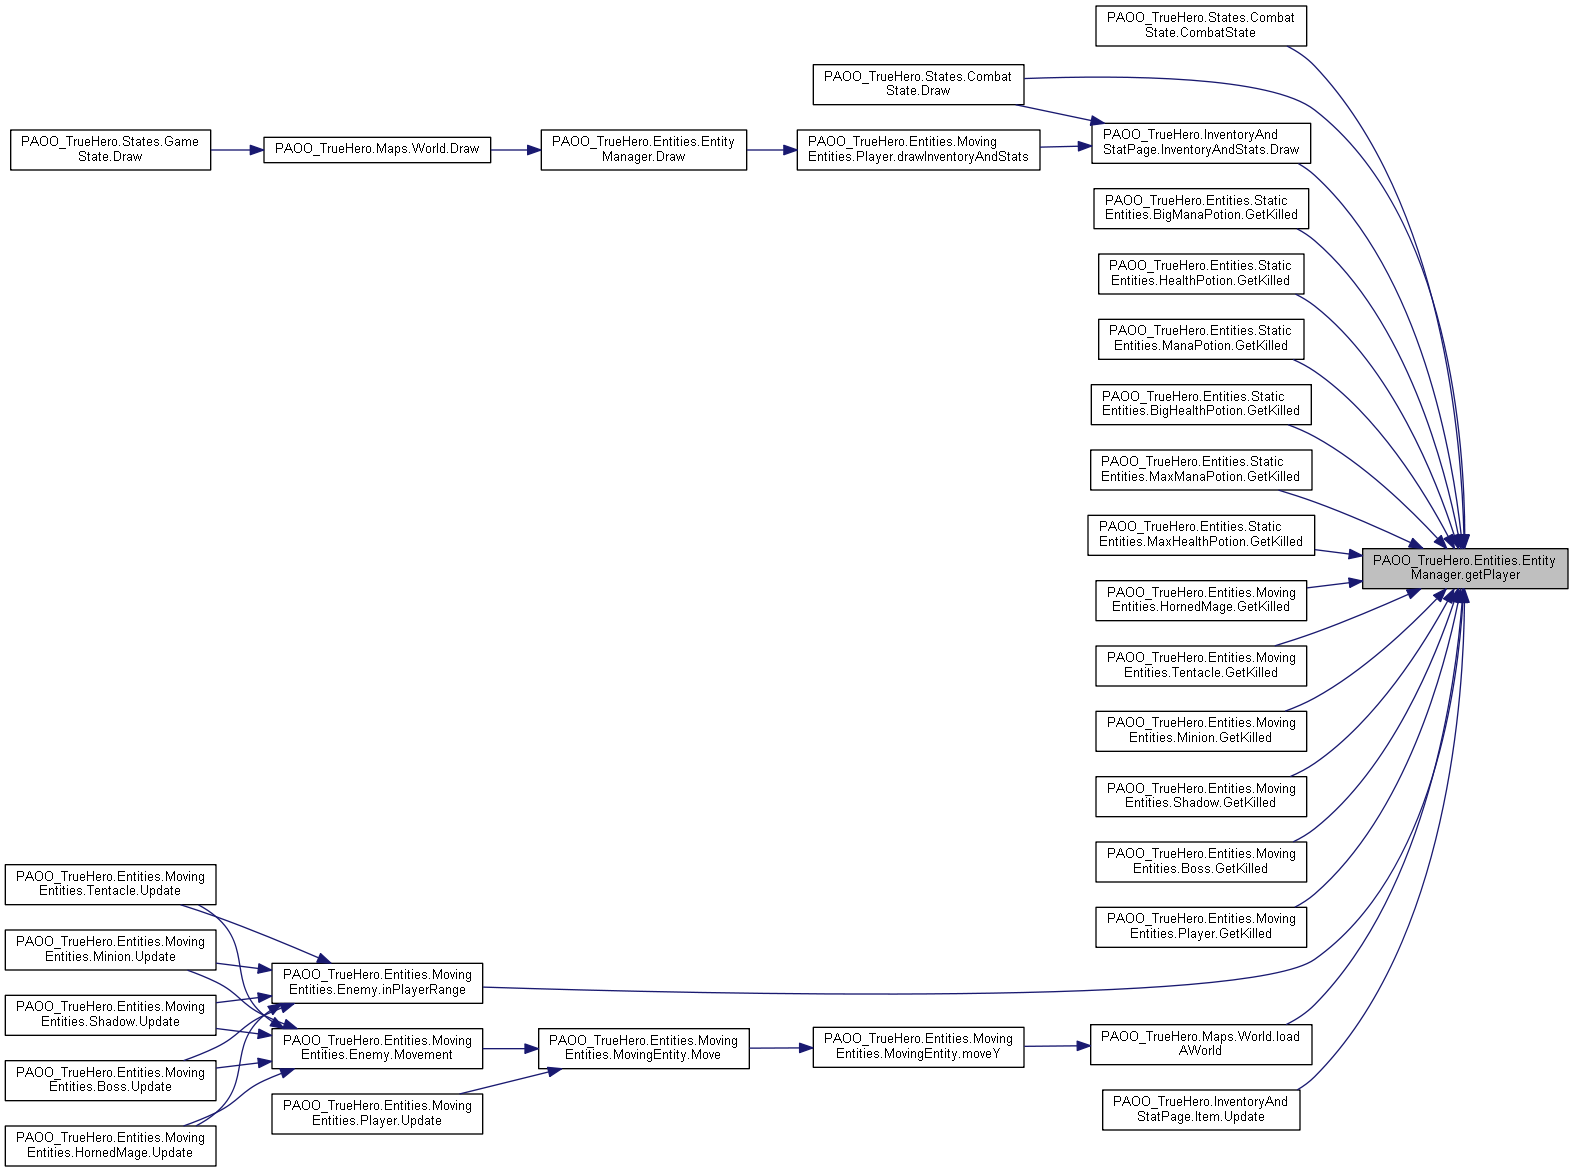 PAOO_TrueHero.States.Combat
State.CombatState
PAOO_TrueHero.States.Combat
State.Draw
PAOO_TrueHero.States.Game
State.Draw
PAOO_TrueHero.Maps.World.Draw
PAOO_TrueHero.Entities.Entity
Manager.Draw
PAOO_TrueHero.Entities.Moving
Entities.Player.drawInventoryAndStats
PAOO_TrueHero.InventoryAnd
StatPage.InventoryAndStats.Draw
PAOO_TrueHero.Entities.Static
Entities.BigManaPotion.GetKilled
PAOO_TrueHero.Entities.Static
Entities.HealthPotion.GetKilled
PAOO_TrueHero.Entities.Static
Entities.ManaPotion.GetKilled
PAOO_TrueHero.Entities.Static
Entities.BigHealthPotion.GetKilled
PAOO_TrueHero.Entities.Static
Entities.MaxManaPotion.GetKilled
PAOO_TrueHero.Entities.Static
Entities.MaxHealthPotion.GetKilled
PAOO_TrueHero.Entities.Entity
Manager.getPlayer
PAOO_TrueHero.Entities.Moving
Entities.HornedMage.GetKilled
PAOO_TrueHero.Entities.Moving
Entities.Tentacle.GetKilled
PAOO_TrueHero.Entities.Moving
Entities.Minion.GetKilled
PAOO_TrueHero.Entities.Moving
Entities.Shadow.GetKilled
PAOO_TrueHero.Entities.Moving
Entities.Boss.GetKilled
PAOO_TrueHero.Entities.Moving
Entities.Player.GetKilled
PAOO_TrueHero.Entities.Moving
Entities.Tentacle.Update
PAOO_TrueHero.Entities.Moving
Entities.Minion.Update
PAOO_TrueHero.Entities.Moving
Entities.Shadow.Update
PAOO_TrueHero.Entities.Moving
Entities.Boss.Update
PAOO_TrueHero.Entities.Moving
Entities.HornedMage.Update
PAOO_TrueHero.Entities.Moving
Entities.Enemy.inPlayerRange
PAOO_TrueHero.Entities.Moving
Entities.Enemy.Movement
PAOO_TrueHero.Entities.Moving
Entities.Player.Update
PAOO_TrueHero.Entities.Moving
Entities.MovingEntity.Move
PAOO_TrueHero.Entities.Moving
Entities.MovingEntity.moveY
PAOO_TrueHero.Maps.World.load
AWorld
PAOO_TrueHero.InventoryAnd
StatPage.Item.Update